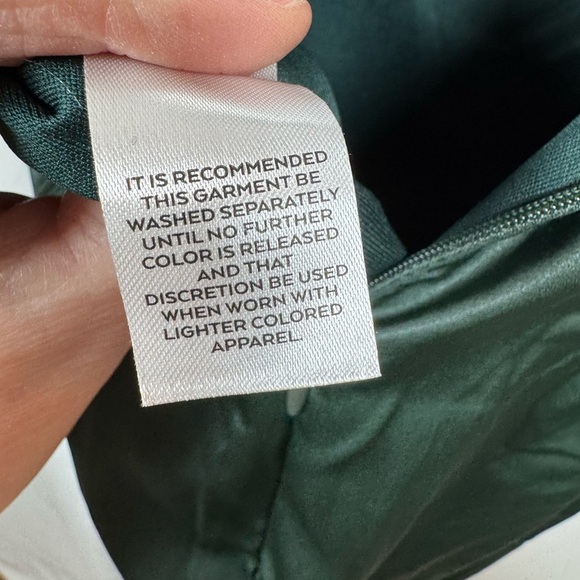 IT IS RECOMMENDED
THIS GARMENT BE
WASHED SEPARATELY
UNTIL NO FURTHER
COLOR IS RELEASED
AND THAT
DISCRETION BE USED
WHEN WORN WITH
LIGHTER COLORED
APPAREL.